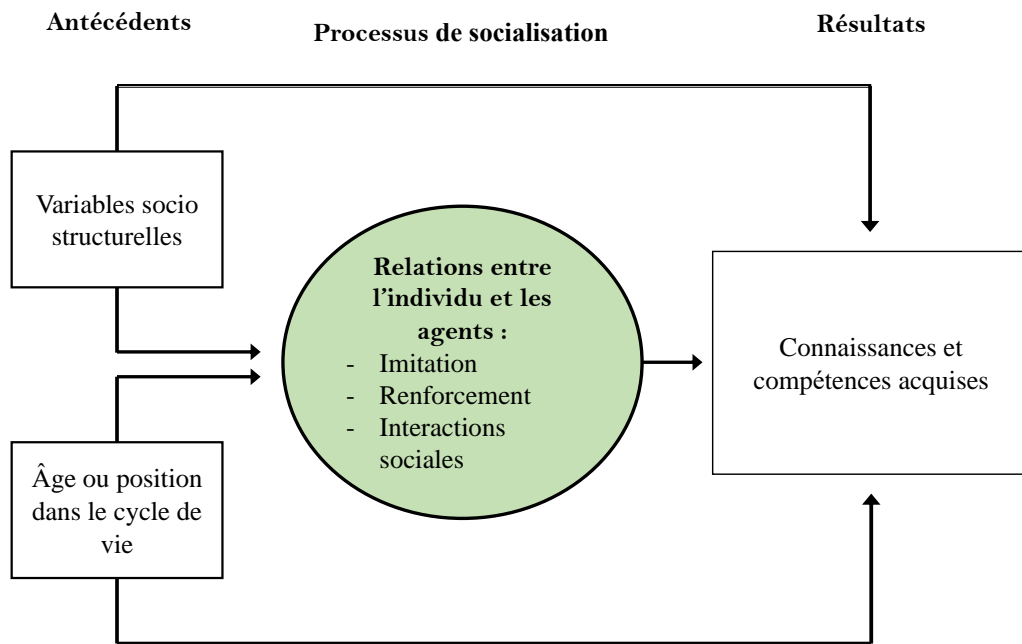 Antécédents
Processus de socialisation
Résultats
Variables socio
structurelles
Relations entre
l’individu et les
agents :
- Imitation
- Renforcement
- Interactions
sociales
Connaissances et
compétences acquises
Âge ou position
dans le cycle de
vie